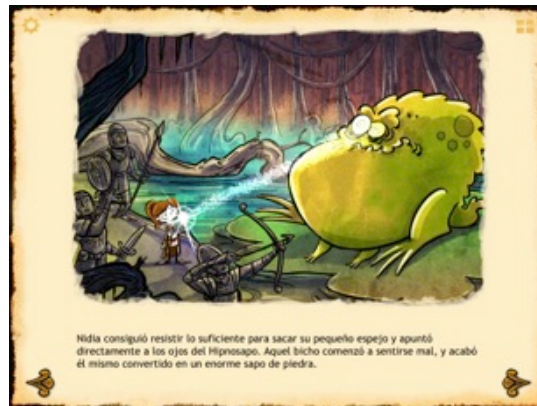 Nidia consiguió resistir lo suficiente para sacar su pequeño espejo y apuntó
directamente a los ojos del Hipnosapo. Aquel bicho comenzó a sentirse mal, y acabó
él mismo convertido en un enorme sapo de piedra.